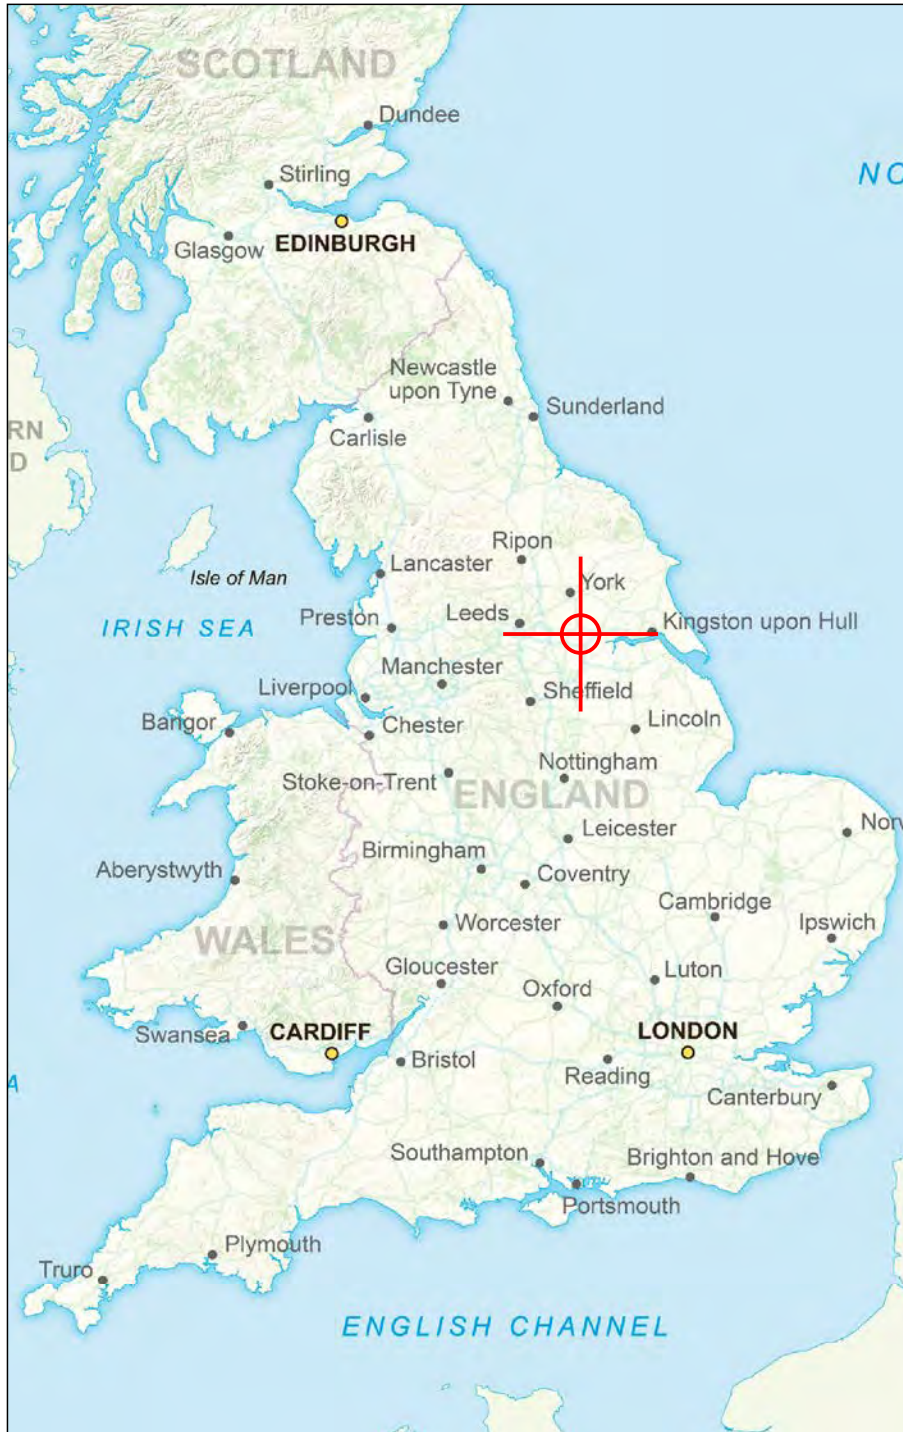 SCOTLAND
Dundee
Stirling
NO
EDINBURGH
Glasgow
Newcastle
upon Tyne
Sunderland
Carlisle
RN
D
Ripon
Lancaster
Isle of Man
York
Leeds
Preston
IRISH SEA
Kingston upon Hull
Manchester
Liverpool
Sheffield
Bangor
Chester
Lincoln
Stoke-on-Trent
Nottingham
ENGLAND
Norw
Leicester
Birmingham
Aberystwyth
Coventry
Cambridge
Worcester
Ipswich
WALES
Gloucester
Luton
Oxford
Swansea
CARDIFF
LONDON
Bristol
Reading
A
Canterbury
Southampton
Brighton and Hove
Portsmouth
Plymouth
Truro
ENGLISH CHANNEL